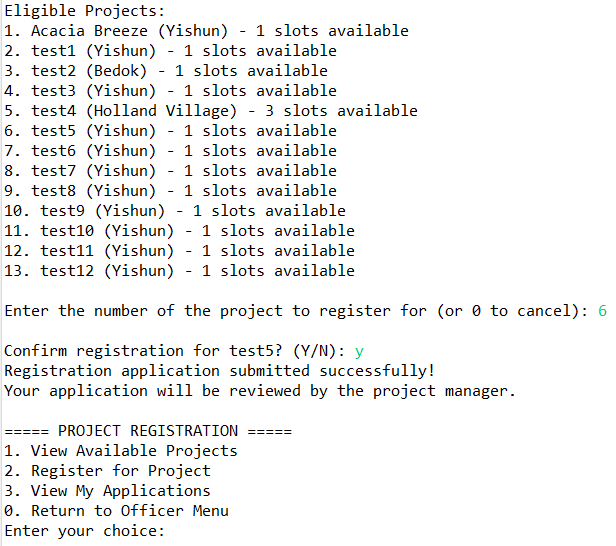 Eligible Projects:
1. Acacia Breeze (Yishun) - 1 slots available
2. test1 (Yishun) - 1 slots available
3. test2 (Bedok) - 1 slots available
4. test3 (Yishun) - 1 slots available
5. test4 (Holland Village) - 3 slots available
6. test5 (Yishun) - 1 slots available
7. test6 (Yishun) - 1 slots available
8. test7 (Yishun) - 1 slots available
9. test8 (Yishun) - 1 slots available
10. test9 (Yishun) - 1 slots available
11. test10 (Yishun) - 1 slots available
12. test11 (Yishun) - 1 slots available
13. test12 (Yishun) - 1 slots available
Enter the number of the project to register for (or 0 to cancel): 6
Confirm registration for test5? (Y/N): y
Registration application submitted successfully!
Your application will be reviewed by the project manager.
===== PROJECT REGISTRATION =====
1. View Available Projects
2. Register for Project
3. View My Applications
0. Return to Officer Menu
Enter your choice: